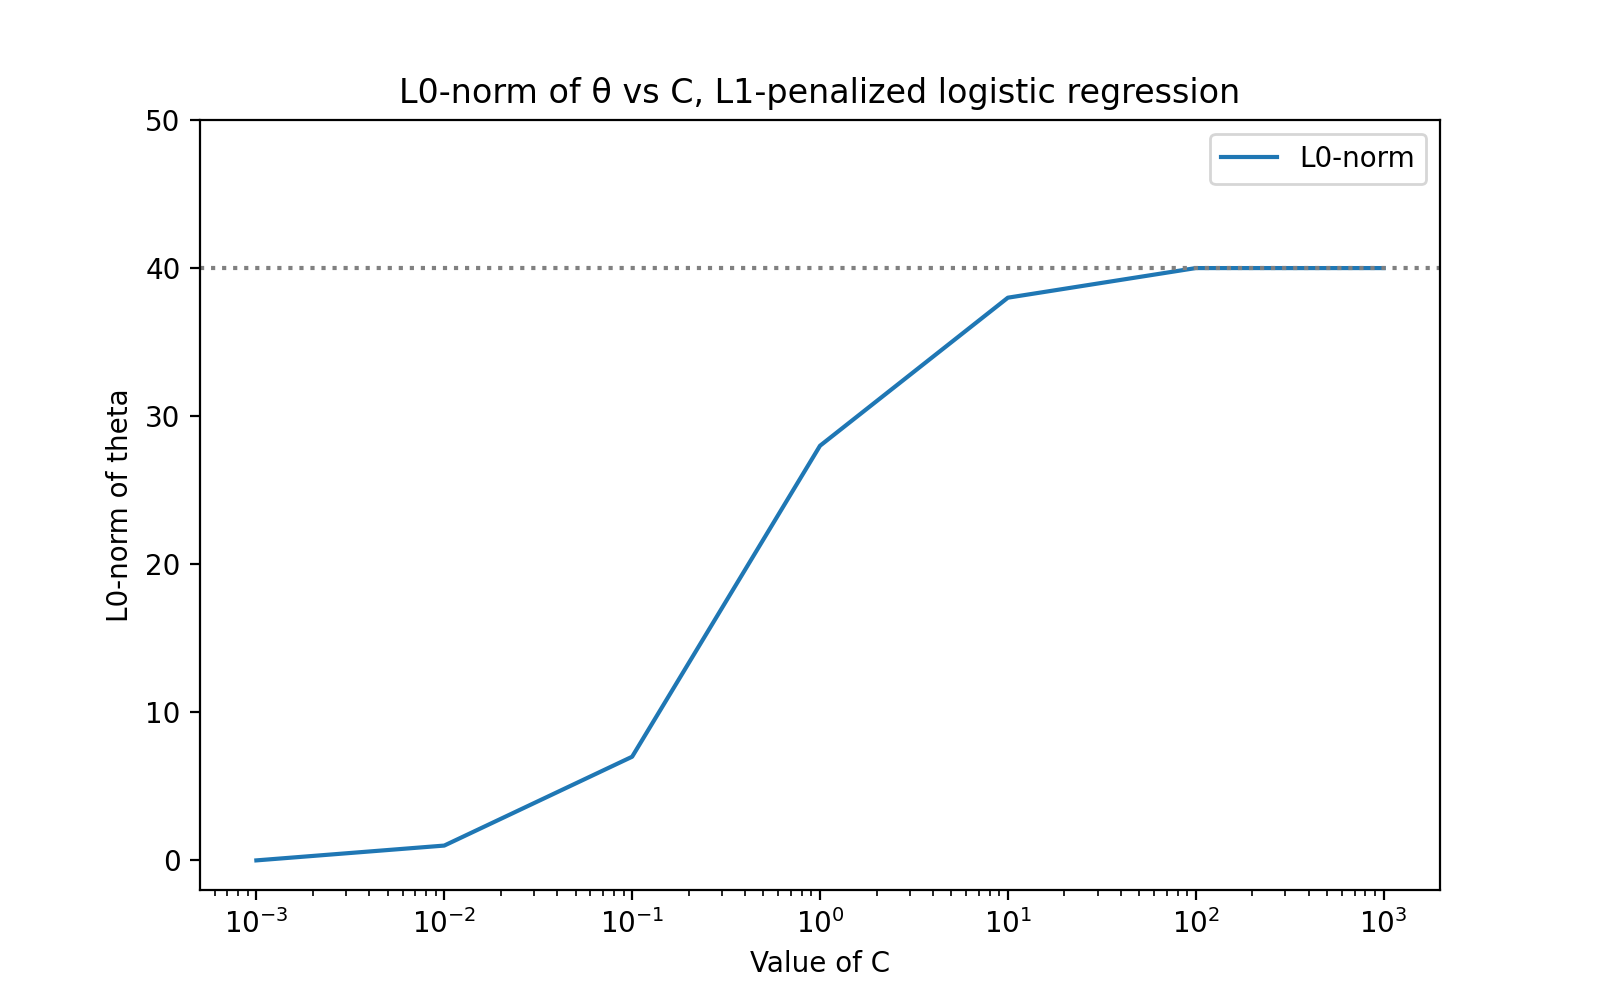 L0-norm of θ vs C, L1-penalized logistic regression
L0-norm
50
40
30
20
10
0
L0-norm of theta
10⁻³ 10⁻² 10⁻¹ 10⁰ 10¹ 10² 10³
Value of C